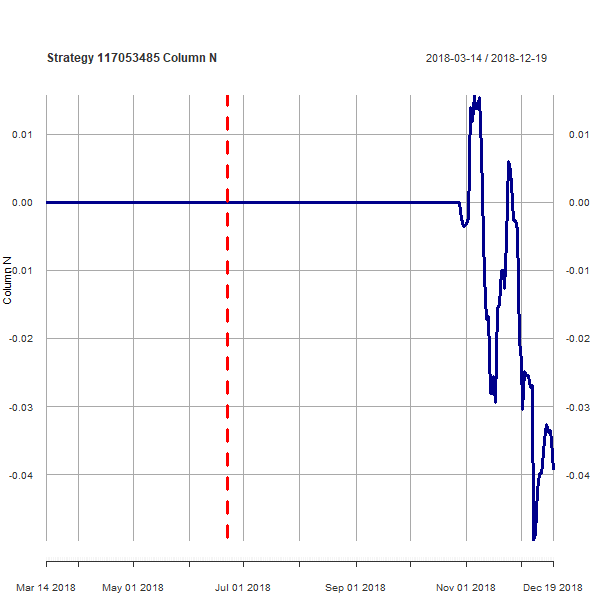 Strategy 117053485 Column N
2018-03-14 / 2018-12-19
0.01
0.01
0.00
0.00
Column N
-0.01
-0.01
-0.02
-0.02
-0.03
-0.03
-0.04
-0.04
Mar 14 2018
May 01 2018
Jul 01 2018
Sep 01 2018
Nov 01 2018
Dec 19 2018